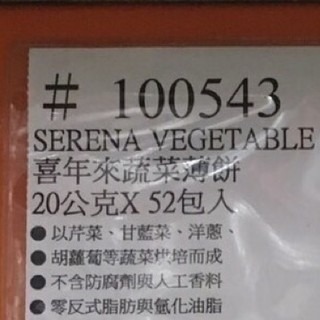 # 100543
SERENA VEGETABLE
喜年來蔬菜薄餅
20公克X 52包入
●以芹菜、甘藍菜、洋蔥、
●胡蘿蔔等蔬菜烘培而成
●不含防腐劑與人工香料
●零反式脂肪與氫化油脂